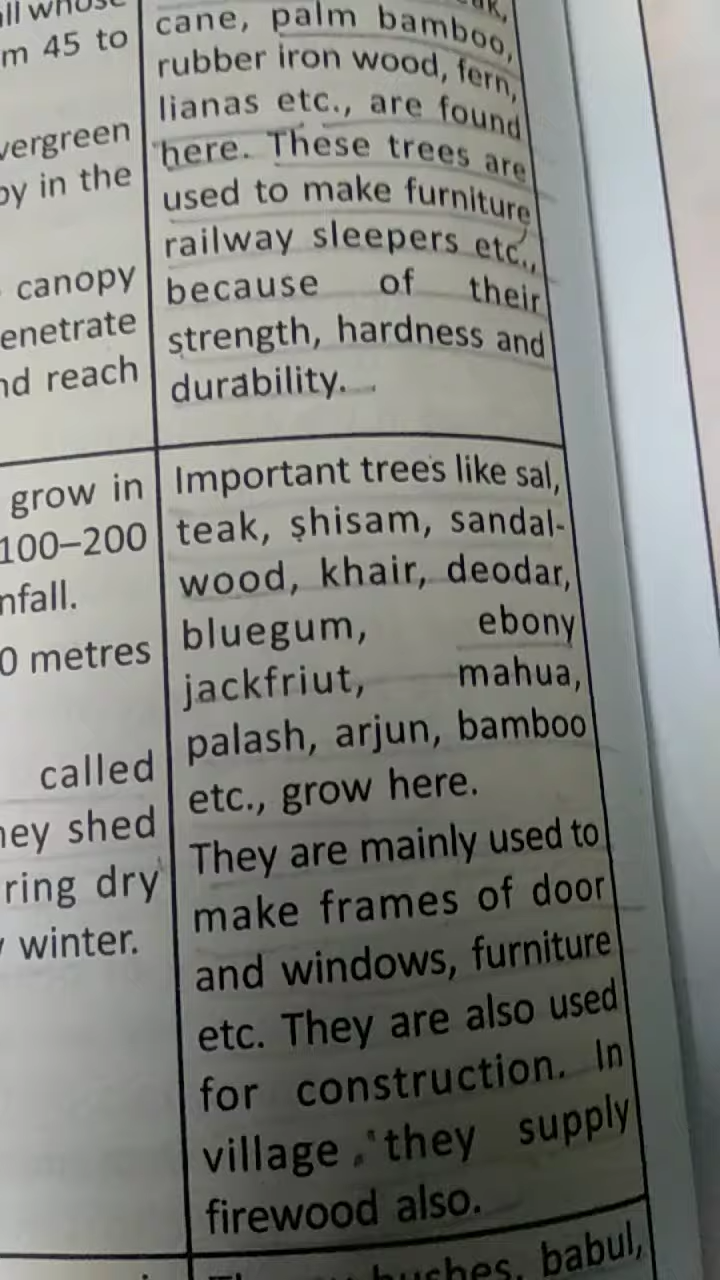 all whose
m 45 to
vergreen
py in the
canopy
enetrate
nd reach
cane, palm bamboo,
rubber iron wood, fern,
lianas etc., are found
here. These trees are
used to make furniture
railway sleepers etc.,
because of their
strength, hardness and
durability.
grow in
100–200
nfall.
0 metres
called
hey shed
ring dry
winter.
Important trees like sal,
teak, shisam, sandal-
wood, khair, deodar,
bluegum, ebony
jackfriut, mahua,
palash, arjun, bamboo
etc., grow here.
They are mainly used to
make frames of door
and windows, furniture
etc. They are also used
for construction. In
village, they supply
firewood also.
bushes, babul,